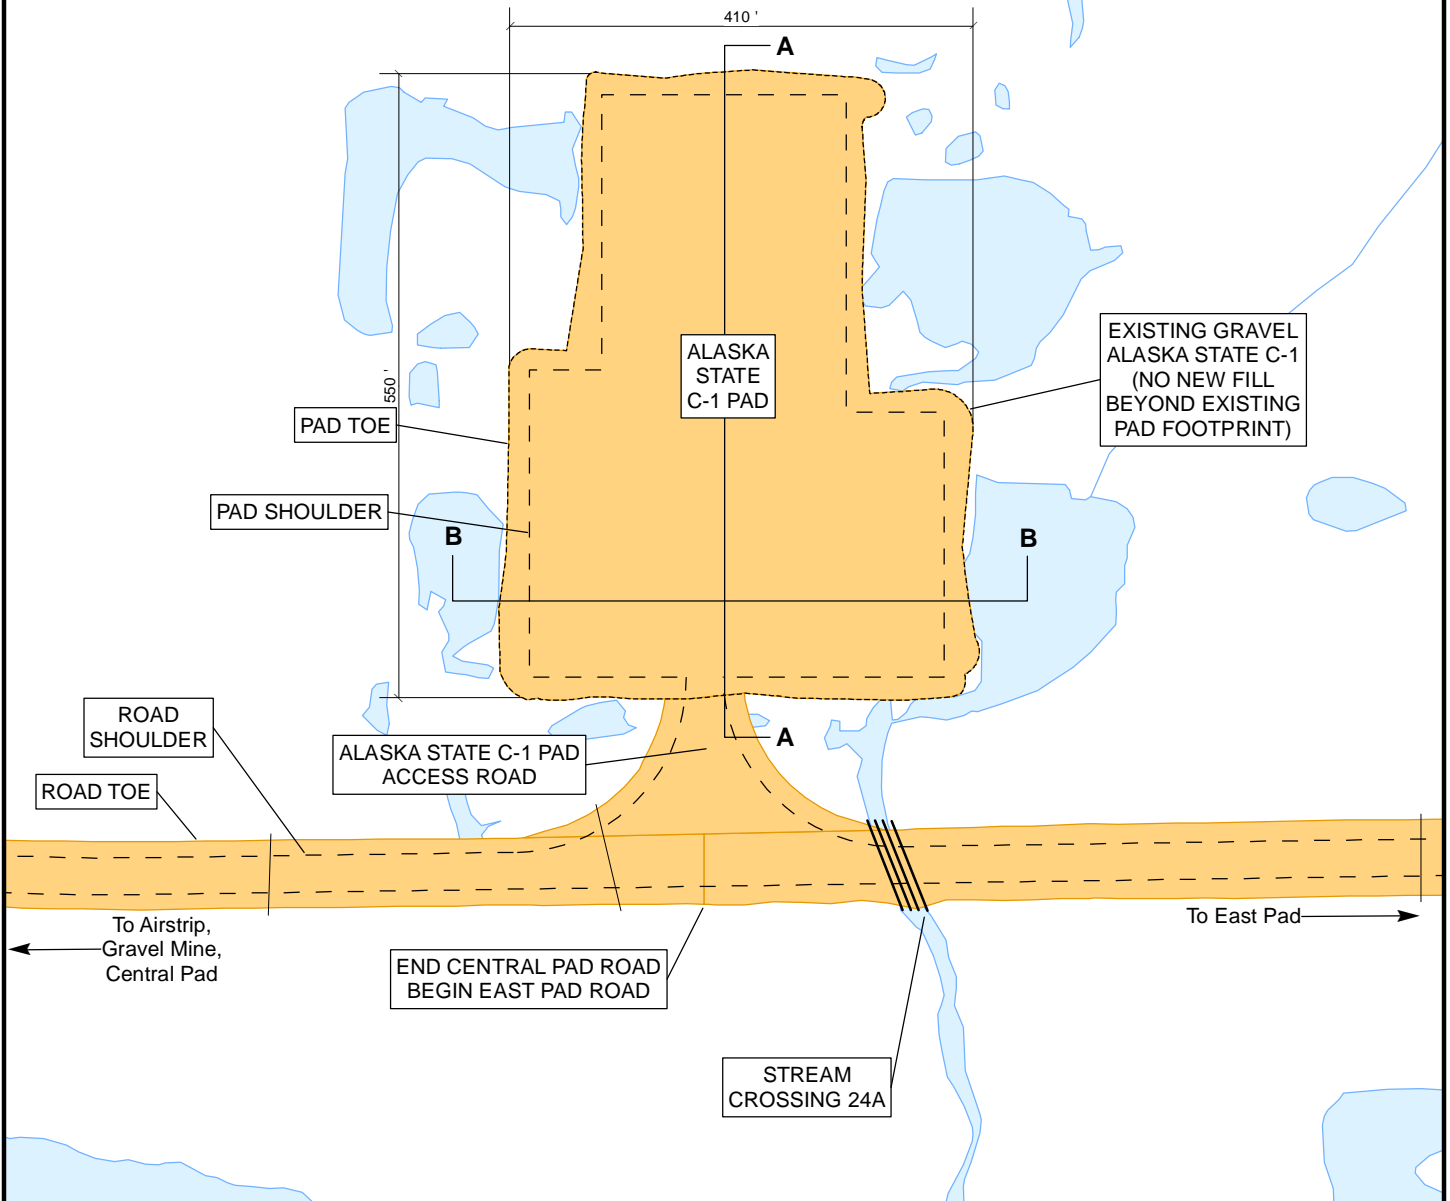 410 '
A
ALASKA
STATE
C-1 PAD
EXISTING GRAVEL
ALASKA STATE C-1
(NO NEW FILL
BEYOND EXISTING
PAD FOOTPRINT)
550 '
PAD TOE
PAD SHOULDER
B
B
ROAD
SHOULDER
ALASKA STATE C-1 PAD
ACCESS ROAD
A
ROAD TOE
To Airstrip,
Gravel Mine,
Central Pad
To East Pad
END CENTRAL PAD ROAD
BEGIN EAST PAD ROAD
STREAM
CROSSING 24A